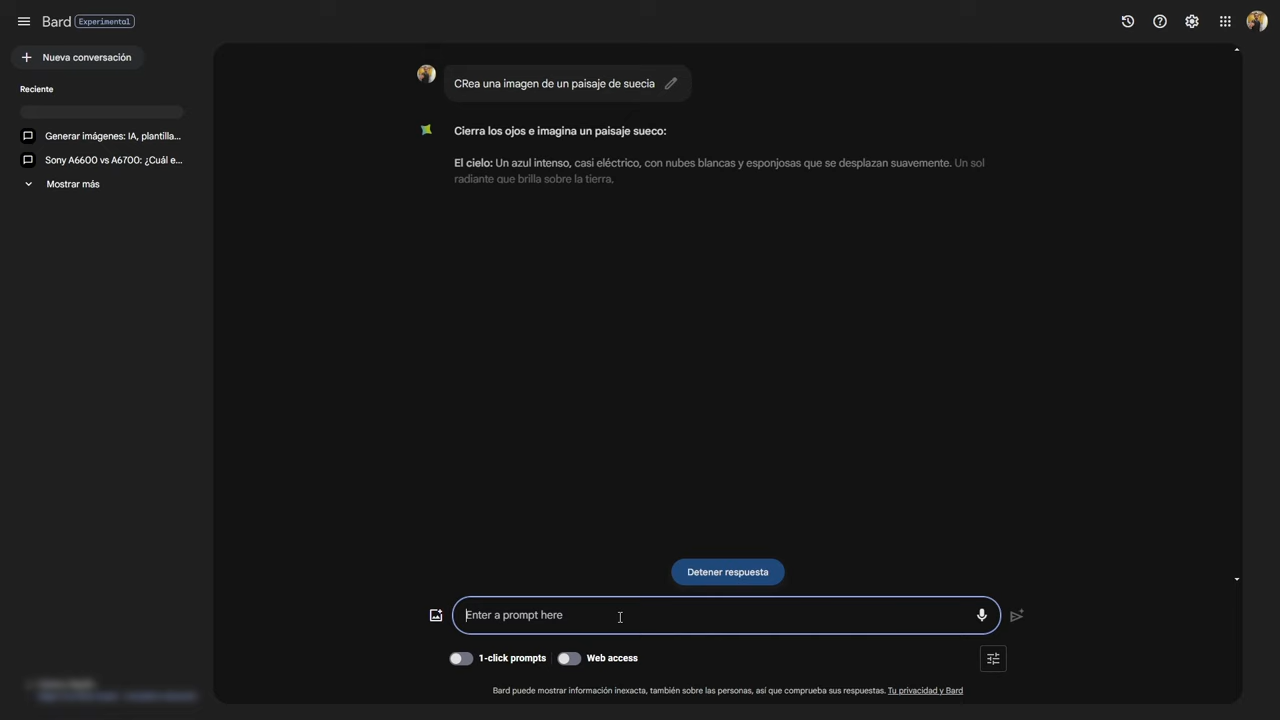 Bard Experimental
Nueva conversación
Reciente
Generar imágenes: IA, plantilla...
Sony A6600 vs A6700: ¿Cuál e...
Mostrar más
CRea una imagen de un paisaje de suecia
Cierra los ojos e imagina un paisaje sueco:
El cielo: Un azul intenso, casi eléctrico, con nubes blancas y esponjosas que se desplazan suavemente. Un sol
radiante que brilla sobre la tierra.
Detener respuesta
Enter a prompt here
1-click prompts
Web access
Bard puede mostrar información inexacta, también sobre las personas, así que comprueba sus respuestas. Tu privacidad y Bard